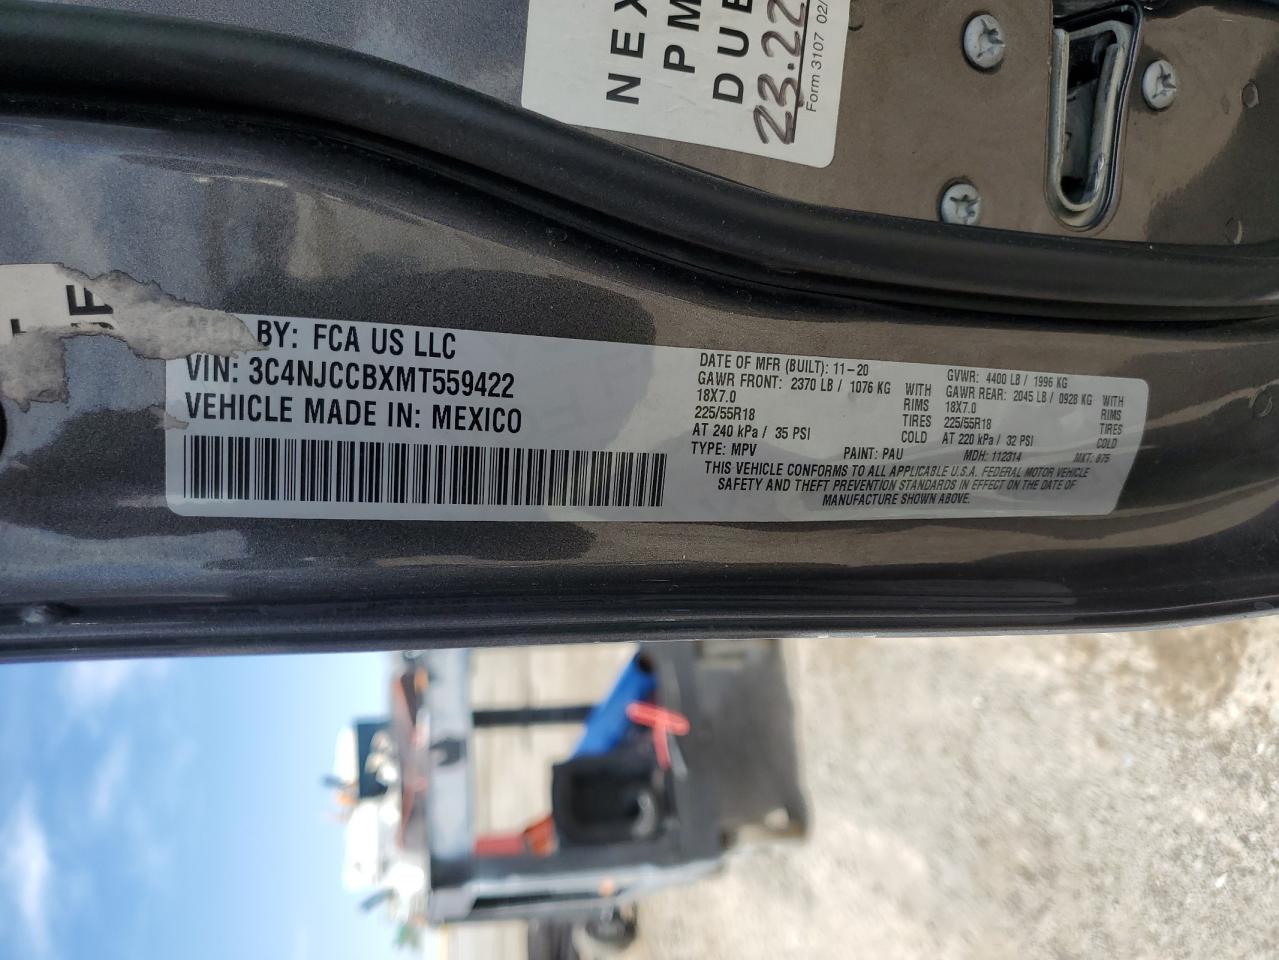 NEX
PM
DUE
23.22
Form 3107 02/
BY: FCA US LLC
VIN: 3C4NJCCBXMT559422
VEHICLE MADE IN: MEXICO
DATE OF MFR (BUILT): 11-20
GAWR FRONT: 2370 LB / 1076 KG WITH
18X7.0 RIMS
225/55R18 TIRES
AT 240 kPa / 35 PSI COLD
TYPE: MPV PAINT: PAU
GVWR: 4400 LB / 1996 KG
GAWR REAR: 2045 LB / 0928 KG WITH
18X7.0 RIMS
225/55R18 TIRES
AT 220 kPa / 32 PSI COLD
MDH: 112314 MKT: 875
THIS VEHICLE CONFORMS TO ALL APPLICABLE U.S.A. FEDERAL MOTOR VEHICLE
SAFETY AND THEFT PREVENTION STANDARDS IN EFFECT ON THE DATE OF
MANUFACTURE SHOWN ABOVE.